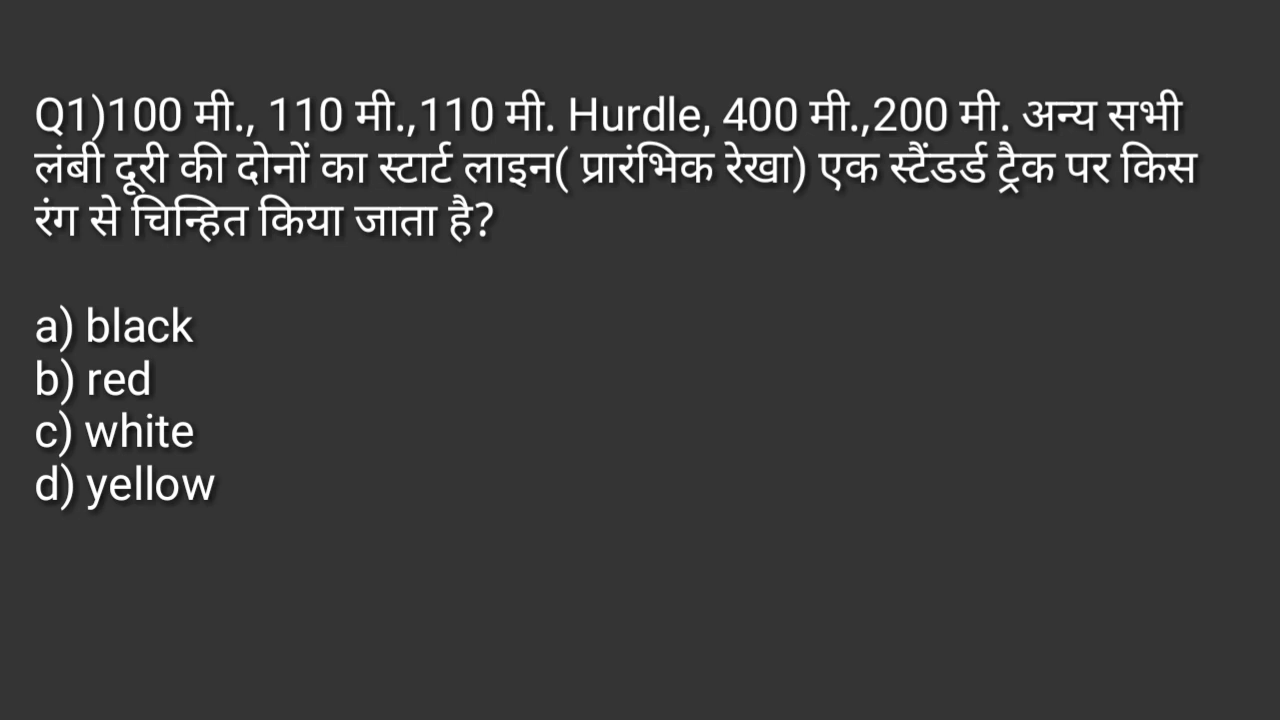 Q1)100 मी., 110 मी.,110 मी. Hurdle, 400 मी.,200 मी. अन्य सभी
लंबी दूरी की दोनों का स्टार्ट लाइन( प्रारंभिक रेखा) एक स्टैंडर्ड ट्रैक पर किस
रंग से चिन्हित किया जाता है?
a) black
b) red
c) white
d) yellow